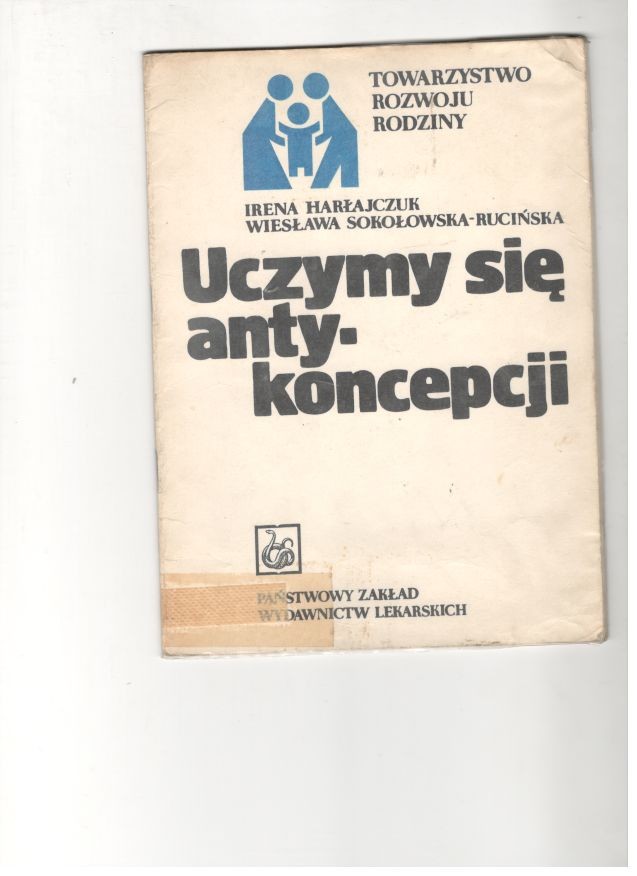 TOWARZYSTWO
ROZWOJU
RODZINY
IRENA HARŁAJCZUK
WIESŁAWA SOKOŁOWSKA-RUCIŃSKA
Uczymy się
anty-
koncepcji
PAŃSTWOWY ZAKŁAD
WYDAWNICTW LEKARSKICH